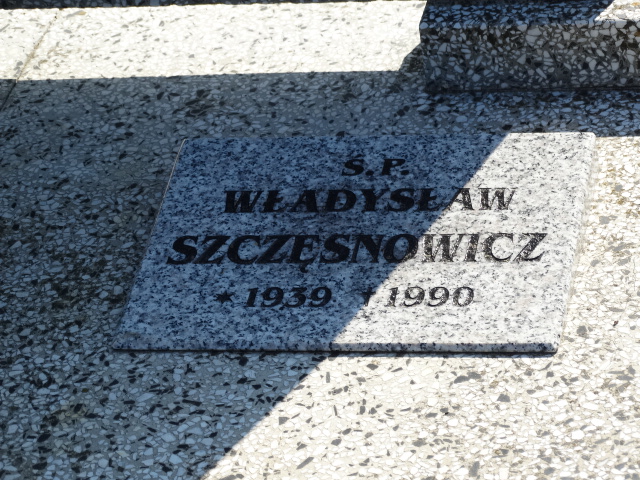 Ś.P.
WŁADYSŁAW
SZCZĘSNOWICZ
* 1939 † 1990